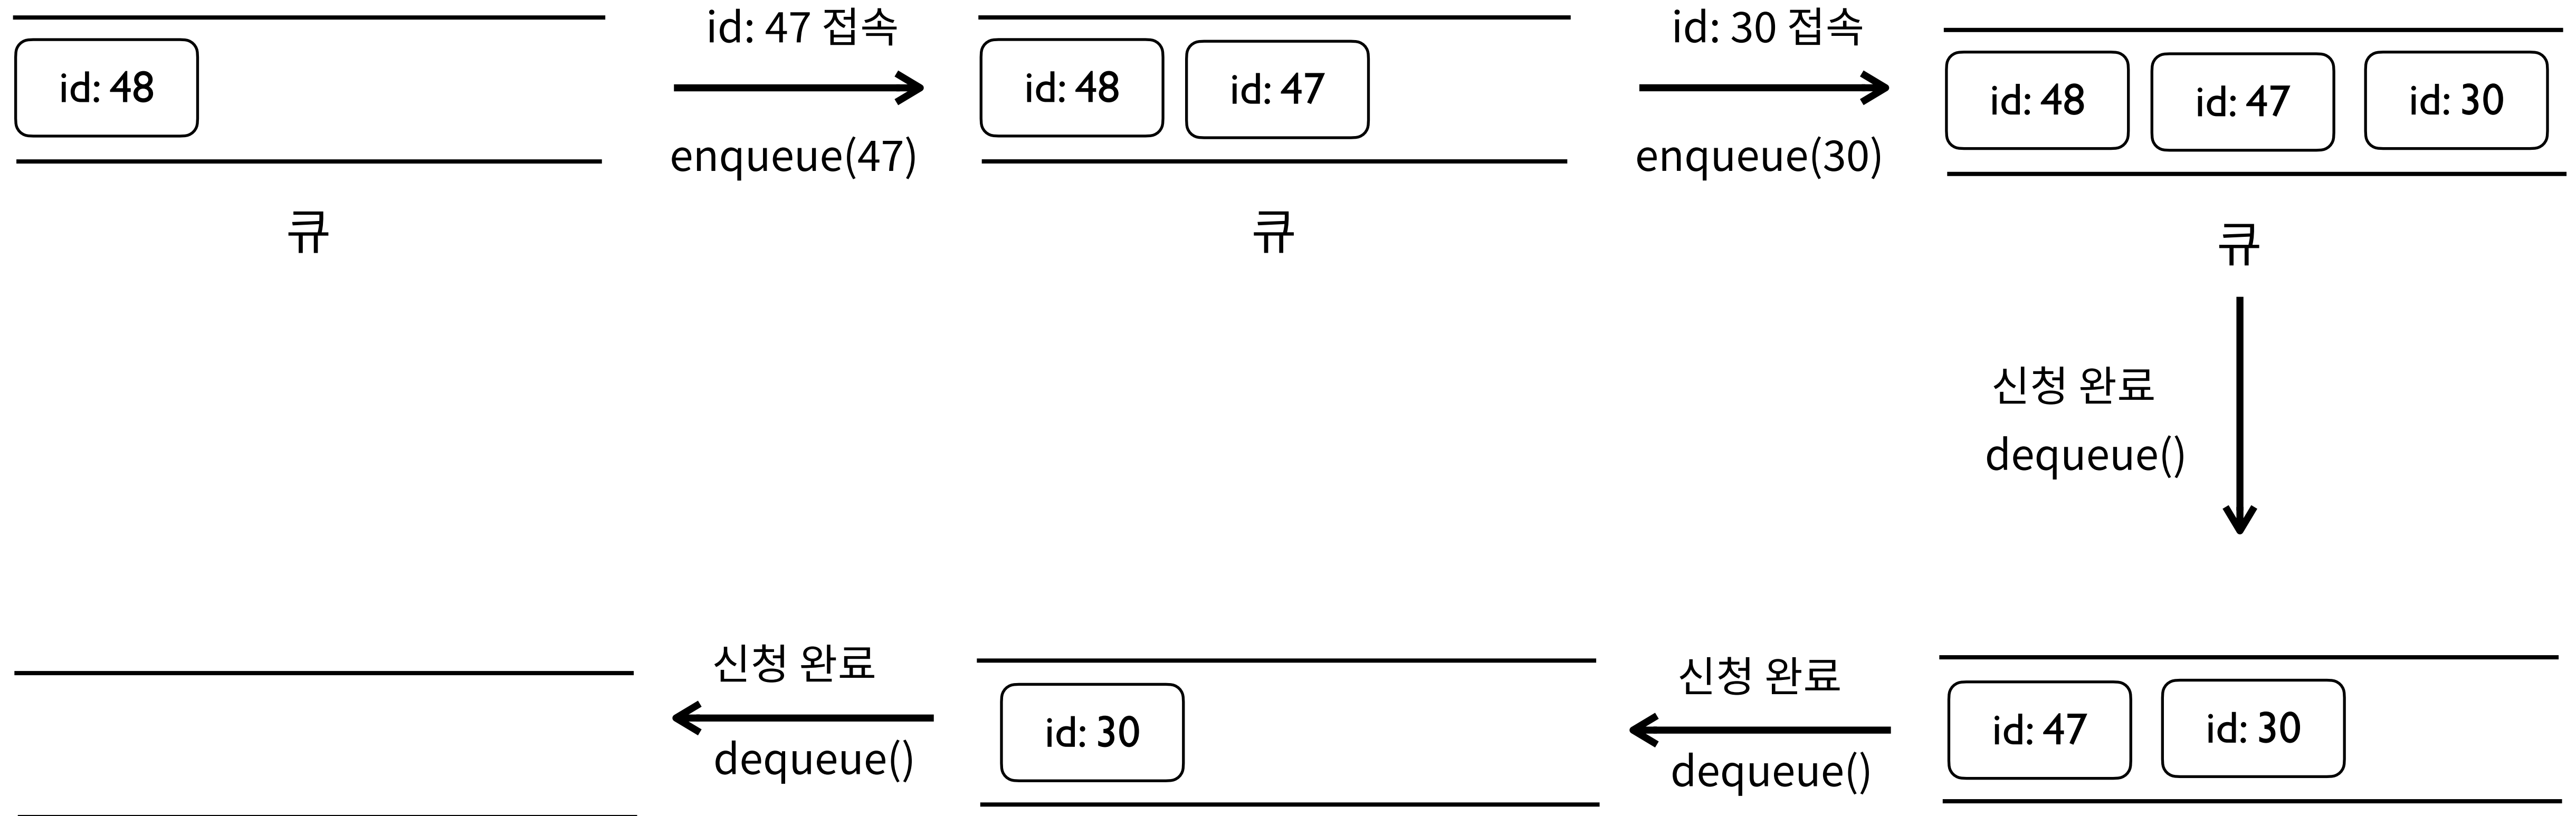 id: 48
큐
id: 47 접속
enqueue(47)
id: 48
id: 47
큐
id: 30 접속
enqueue(30)
id: 48
id: 47
id: 30
큐
신청 완료
dequeue()
id: 47
id: 30
신청 완료
dequeue()
id: 30
신청 완료
dequeue()